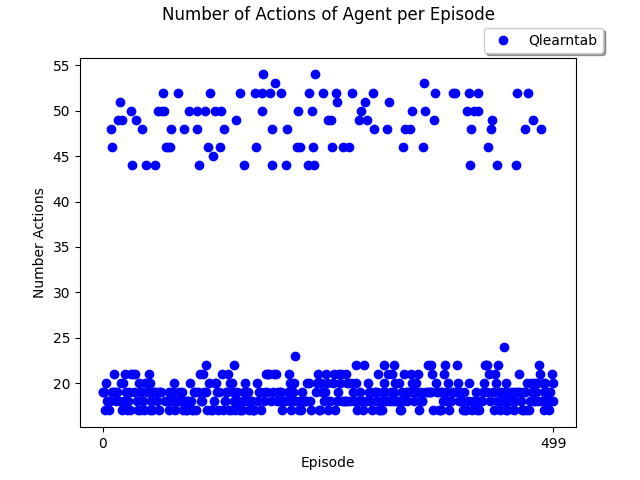 Number of Actions of Agent per Episode
Qlearntab
55
50
45
40
35
30
25
20
Number Actions
0 499
Episode